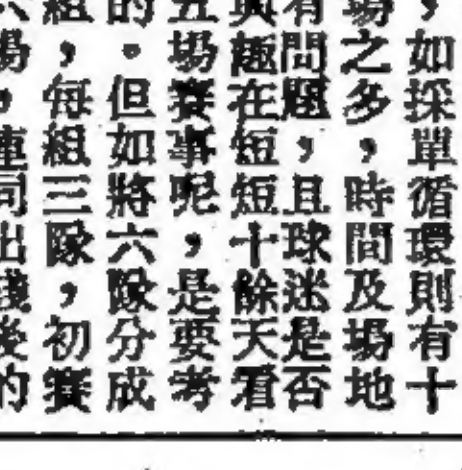 ，如採單循環則有十
場之多，時間及場地
有問題，且球迷是否
興趣在短短十餘天看
五場賽事呢，是要考
的。但如將六隊分成
組，每組三隊，初賽
場，連同出綫後的